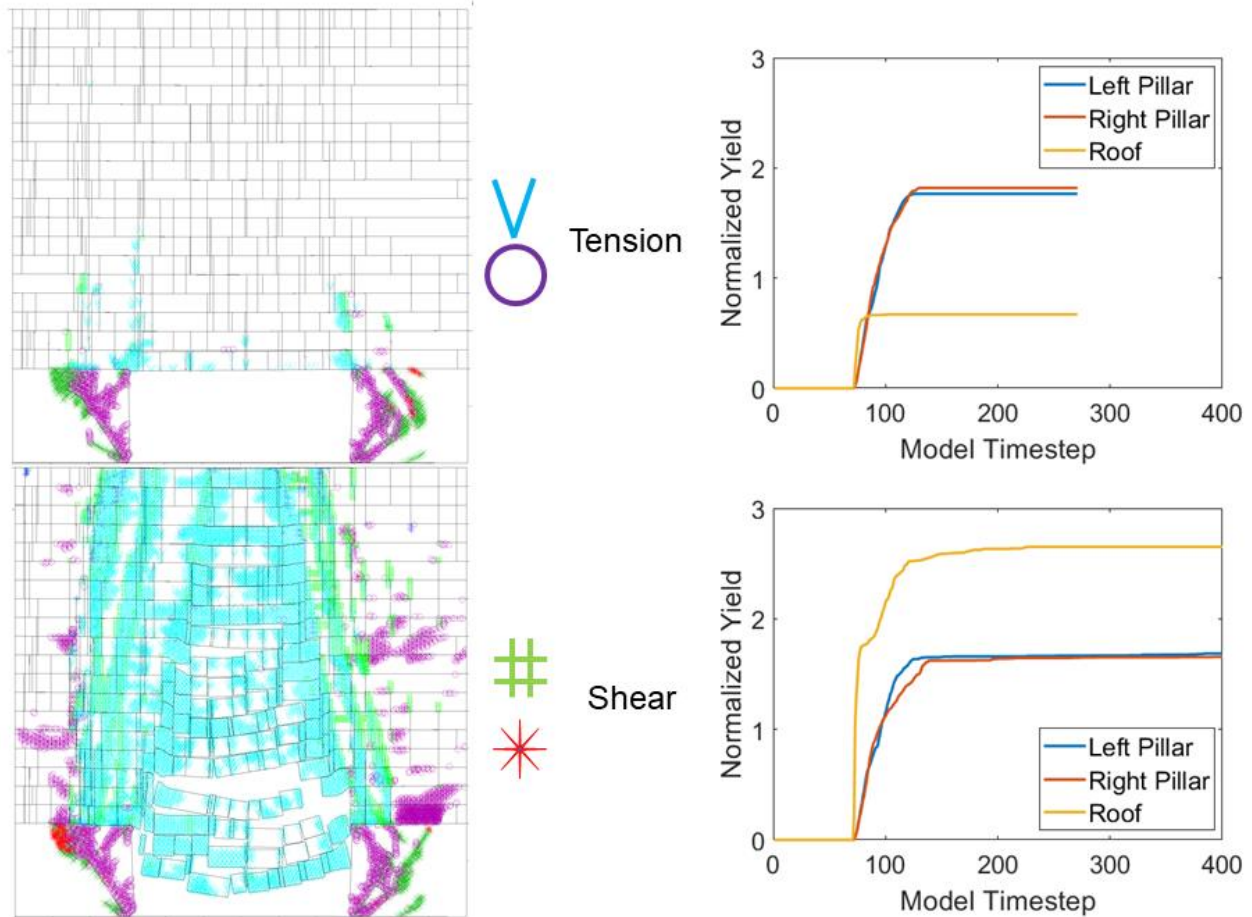 Tension
Shear
3
2
1
0
Normalized Yield
Left Pillar
Right Pillar
Roof
0
100
200
300
400
Model Timestep
3
2
1
0
Normalized Yield
Left Pillar
Right Pillar
Roof
0
100
200
300
400
Model Timestep